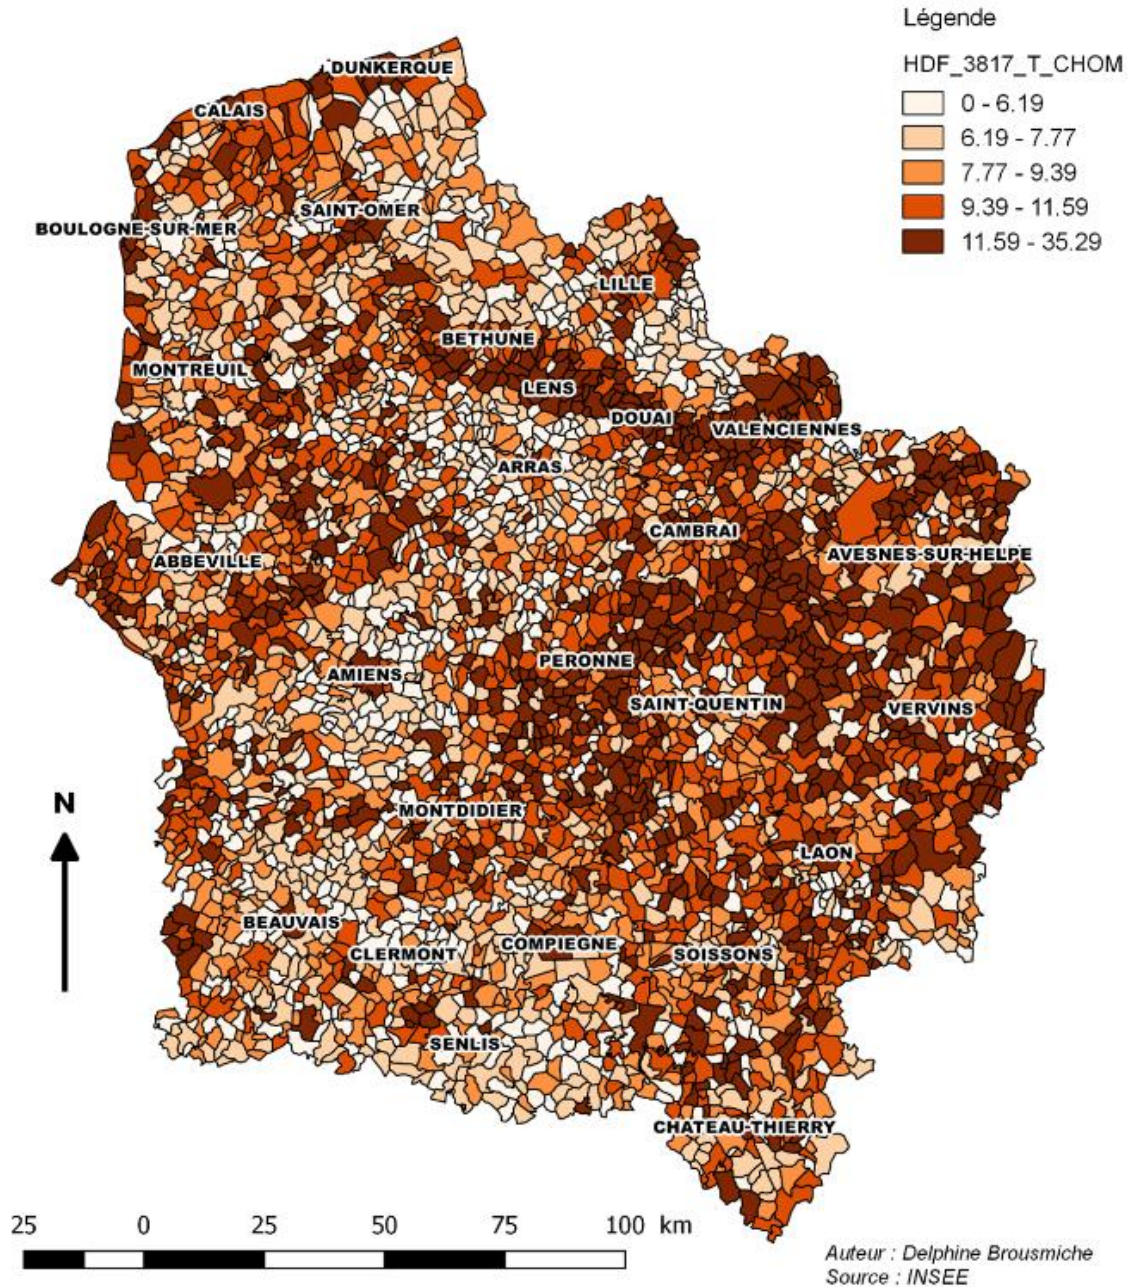 Légende
HDF_3817_T_CHOM
0 - 6.19
6.19 - 7.77
7.77 - 9.39
9.39 - 11.59
11.59 - 35.29
DUNKERQUE
CALAIS
SAINT-OMER
BOULOGNE-SUR-MER
LILLE
BETHUNE
MONTREUIL
LENS
DOUAI
VALENCIENNES
ARRAS
CAMBRAI
AVESNES-SUR-HELPE
ABBEVILLE
PERONNE
AMIENS
SAINT-QUENTIN
VERVINS
N
MONTDIDIER
LAON
BEAUVAIS
CLERMONT
COMPIEGNE
SOISSONS
SENLIS
CHATEAU-THIERRY
25 0 25 50 75 100 km
Auteur : Delphine Brousmiche
Source : INSEE